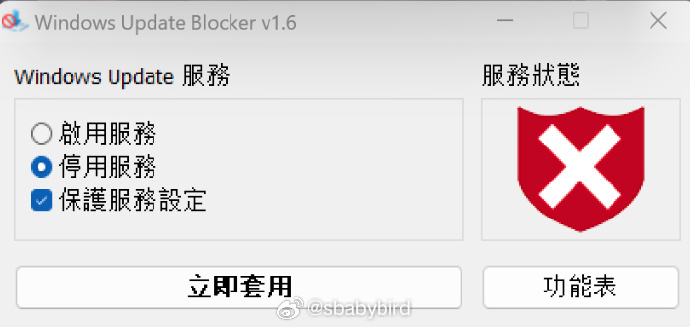 Windows Update Blocker v1.6
Windows Update 服務
服務狀態
啟用服務
停用服務
保護服務設定
立即套用
功能表
@sbabybird